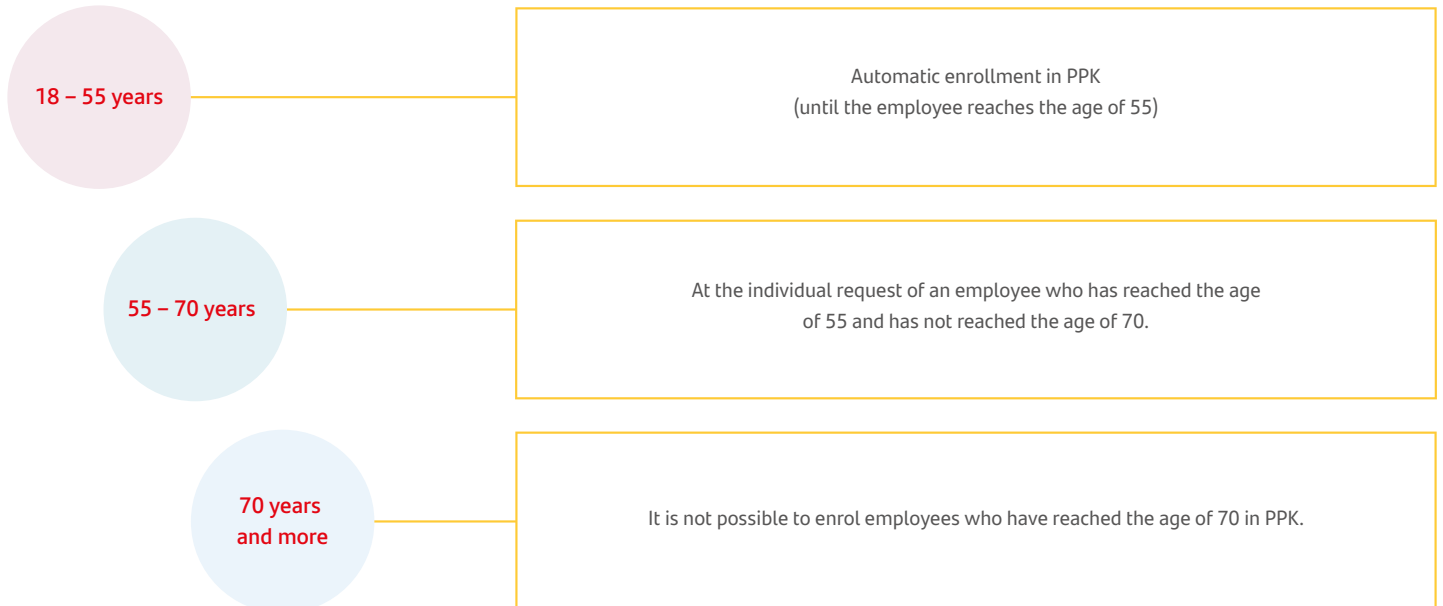 18 – 55 years
Automatic enrollment in PPK
(until the employee reaches the age of 55)
55 – 70 years
At the individual request of an employee who has reached the age
of 55 and has not reached the age of 70.
70 years
and more
It is not possible to enrol employees who have reached the age of 70 in PPK.